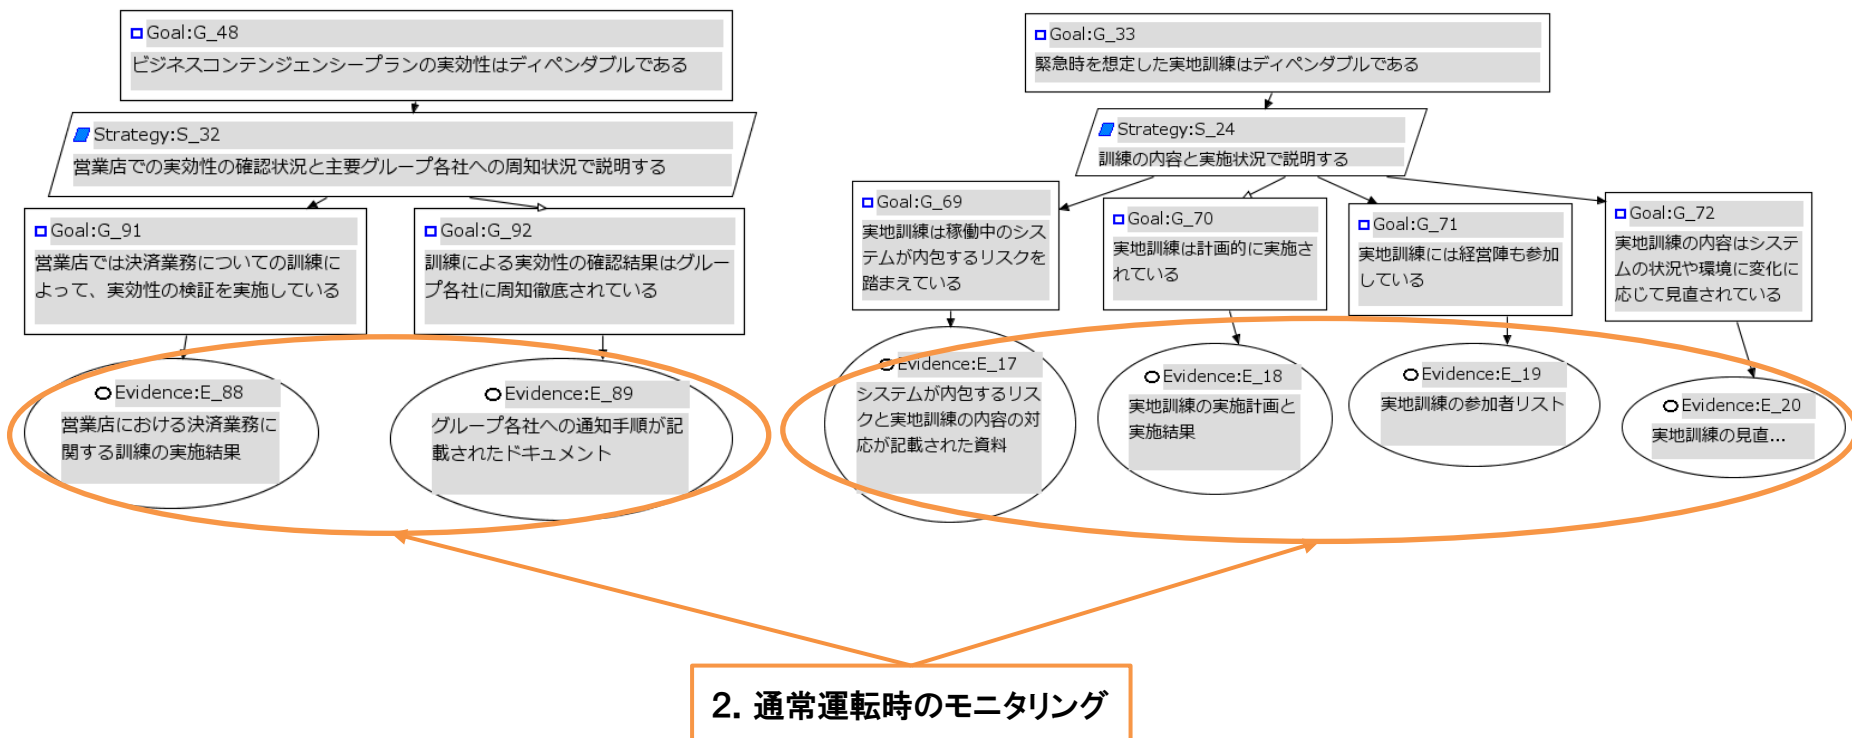 Goal:G_48
ビジネスコンテンジェンシープランの実効性はディペンダブルである
Strategy:S_32
営業店での実効性の確認状況と主要グループ各社への周知状況で説明する
Goal:G_91
営業店では決済業務についての訓練に
よって、実効性の検証を実施している
Goal:G_92
訓練による実効性の確認結果はグルー
プ各社に周知徹底されている
Evidence:E_88
営業店における決済業務に
関する訓練の実施結果
Evidence:E_89
グループ各社への通知手順が記
載されたドキュメント
Goal:G_33
緊急時を想定した実地訓練はディペンダブルである
Strategy:S_24
訓練の内容と実施状況で説明する
Goal:G_69
実地訓練は稼働中のシス
テムが内包するリスクを
踏まえている
Goal:G_70
実地訓練は計画的に実施さ
れている
Goal:G_71
実地訓練には経営陣も参加
している
Goal:G_72
実地訓練の内容はシステ
ムの状況や環境に変化に
応じて見直されている
Evidence:E_17
システムが内包するリス
クと実地訓練の内容の対
応が記載された資料
Evidence:E_18
実地訓練の実施計画と
実施結果
Evidence:E_19
実地訓練の参加者リスト
Evidence:E_20
実地訓練の見直...
2. 通常運転時のモニタリング